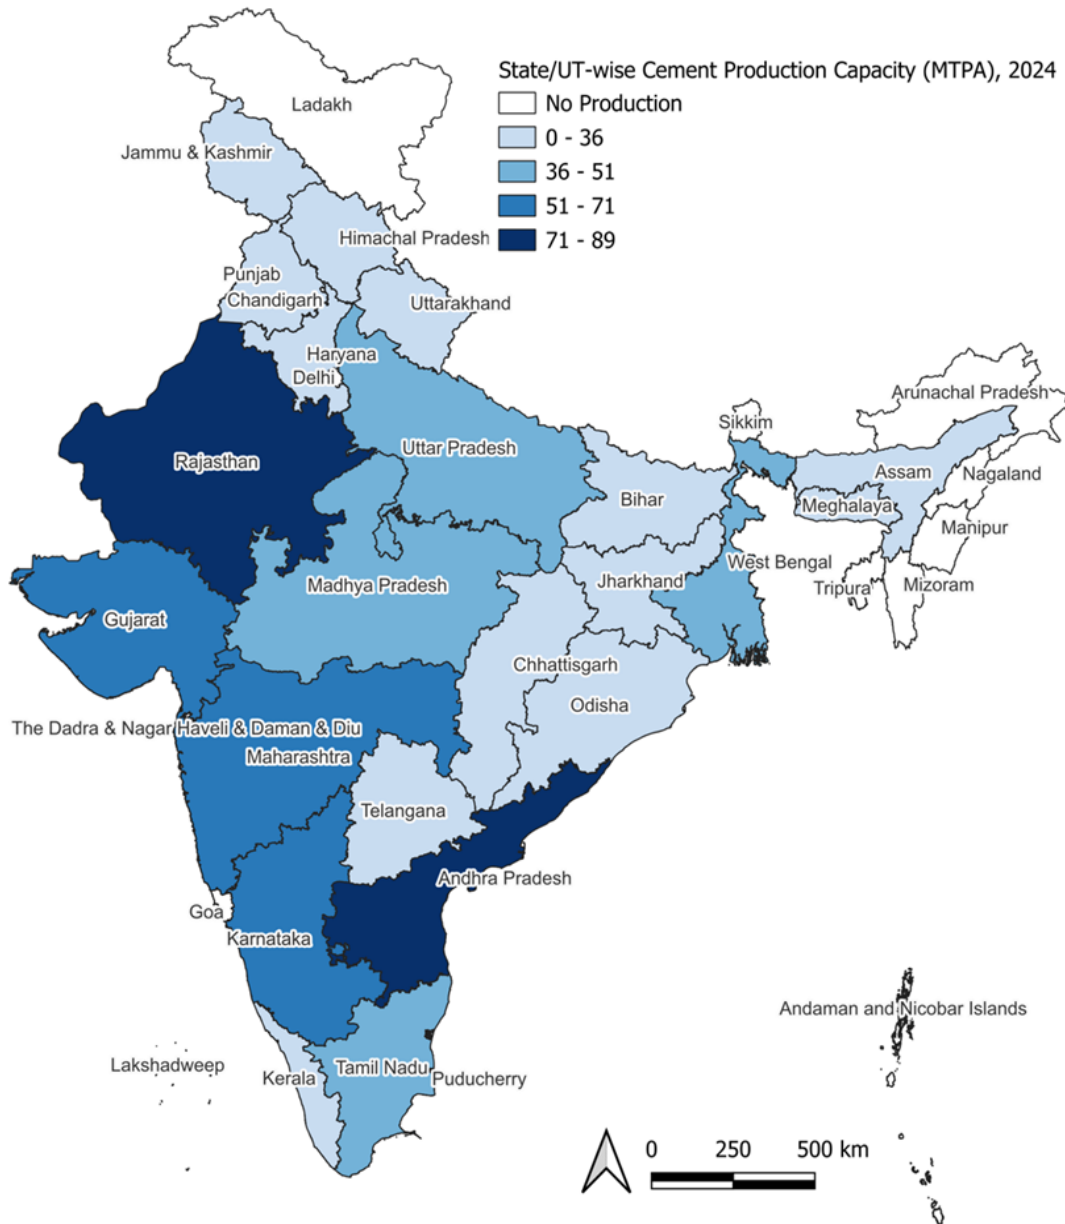 State/UT-wise Cement Production Capacity (MTPA), 2024
No Production
0 - 36
36 - 51
51 - 71
71 - 89
Ladakh
Jammu & Kashmir
Himachal Pradesh
Punjab
Chandigarh
Uttarakhand
Haryana
Delhi
Arunachal Pradesh
Sikkim
Uttar Pradesh
Rajasthan
Assam
Nagaland
Bihar
Meghalaya
Manipur
West Bengal
Jharkhand
Madhya Pradesh
Tripura
Mizoram
Gujarat
Chhattisgarh
Odisha
The Dadra & Nagar Haveli & Daman & Diu
Maharashtra
Telangana
Andhra Pradesh
Goa
Karnataka
Andaman and Nicobar Islands
Lakshadweep
Kerala
Tamil Nadu
Puducherry
0 250 500 km